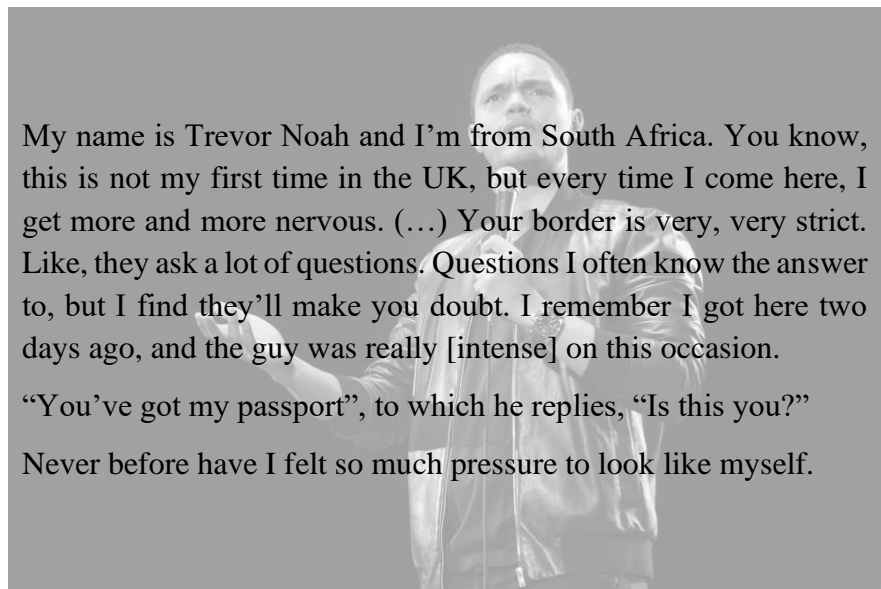 My name is Trevor Noah and I’m from South Africa. You know,
this is not my first time in the UK, but every time I come here, I
get more and more nervous. (…) Your border is very, very strict.
Like, they ask a lot of questions. Questions I often know the answer
to, but I find they’ll make you doubt. I remember I got here two
days ago, and the guy was really [intense] on this occasion.
“You’ve got my passport”, to which he replies, “Is this you?”
Never before have I felt so much pressure to look like myself.